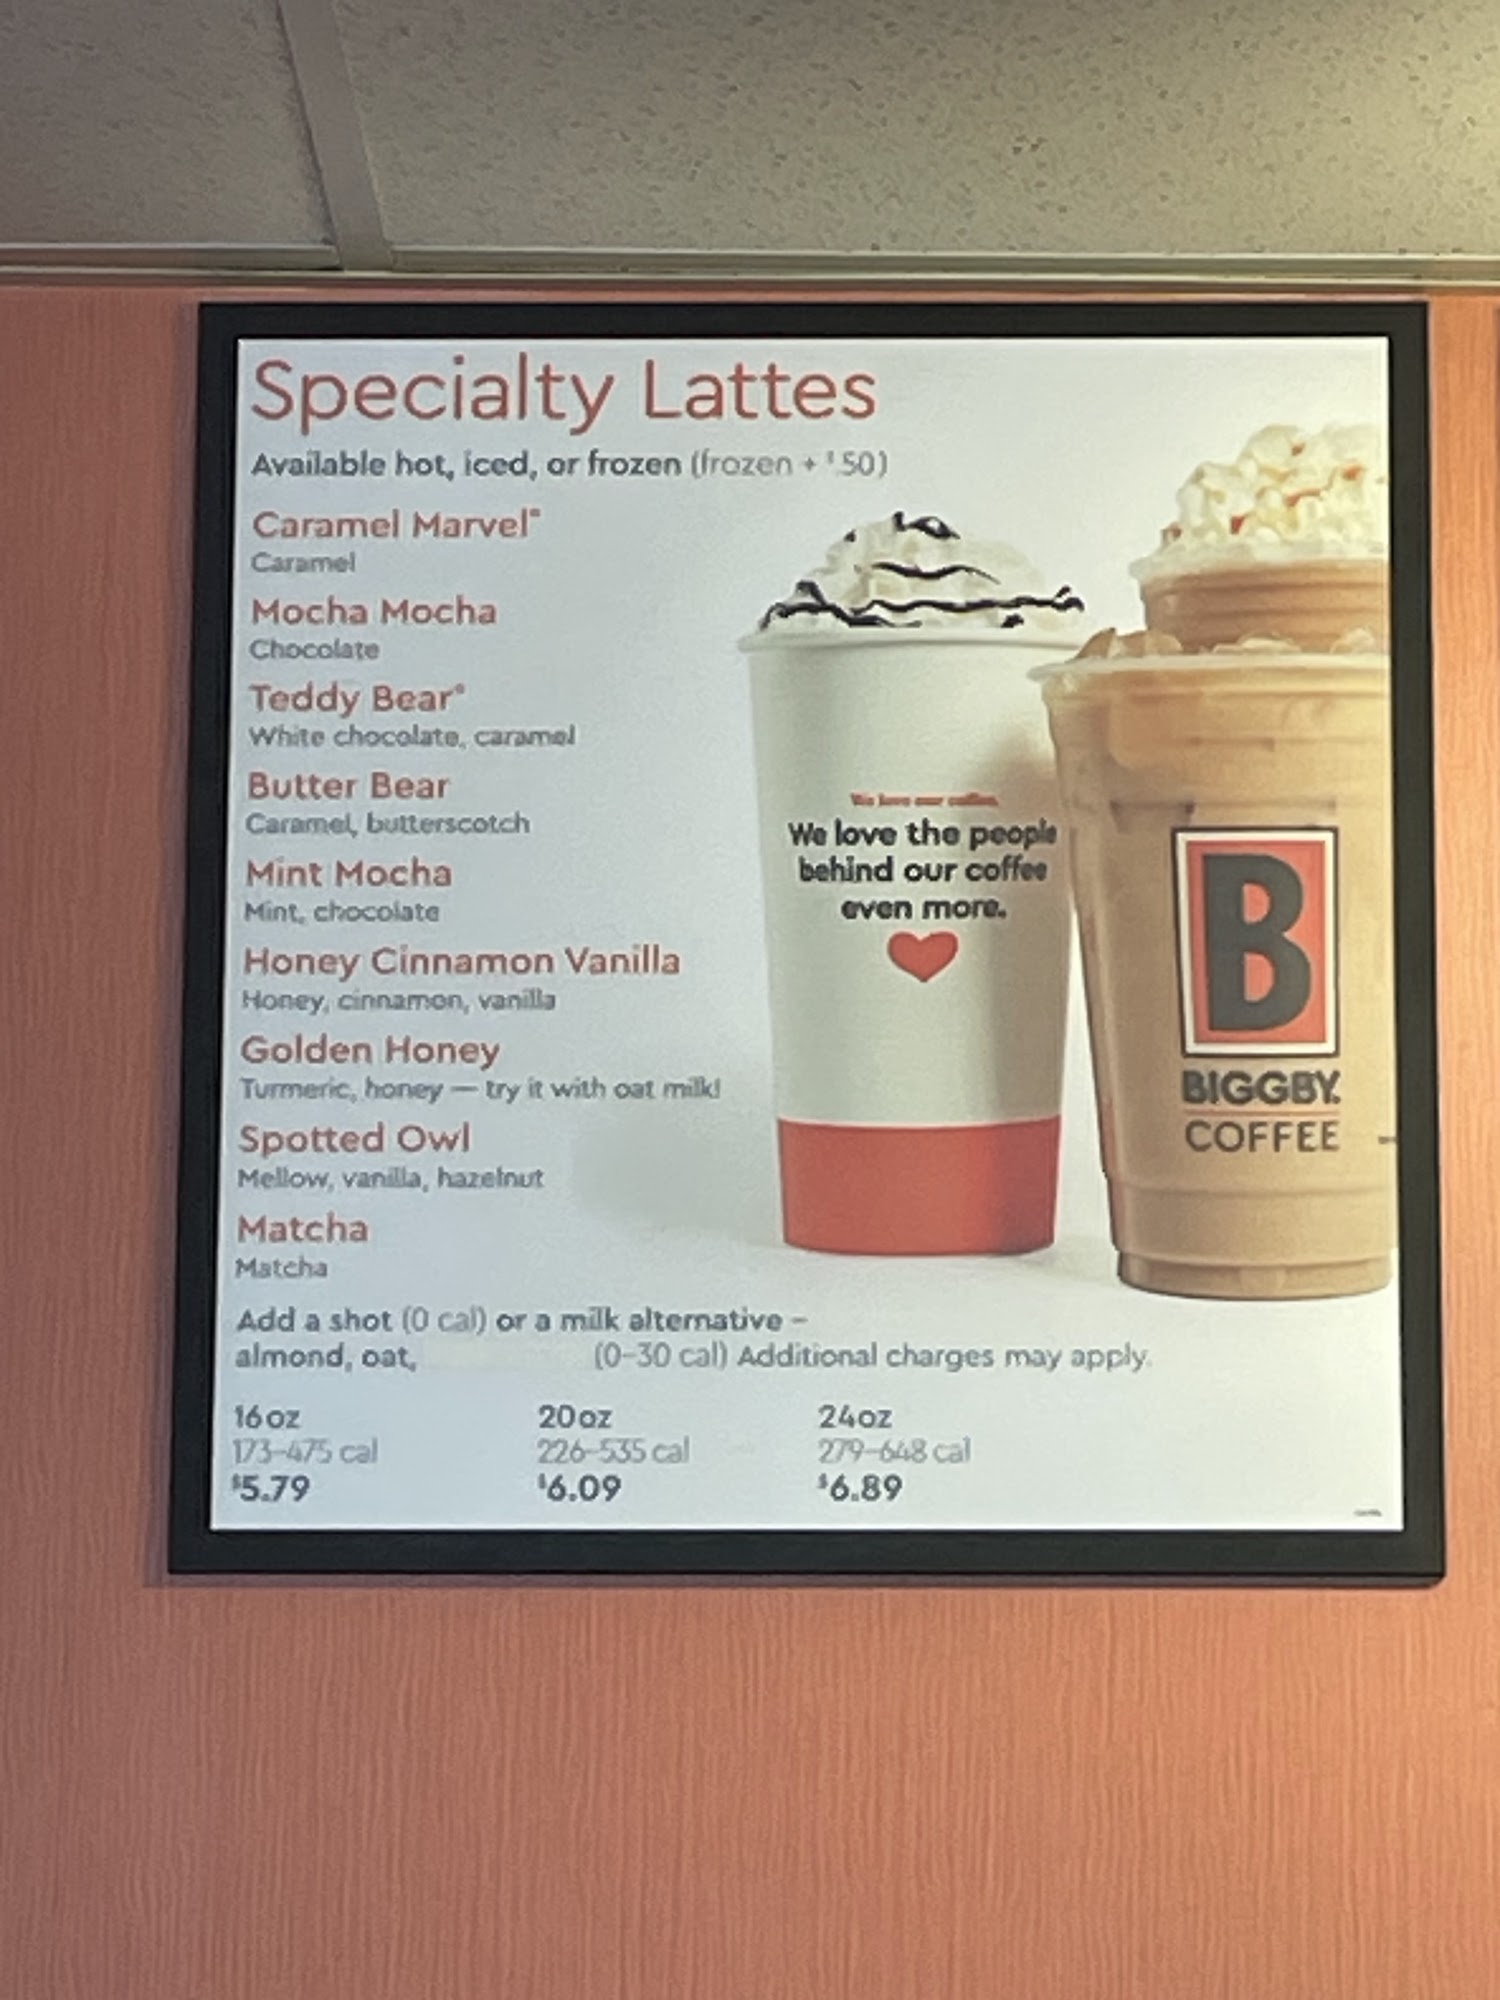 Specialty Lattes
Available hot, iced, or frozen (frozen + $.50)
Caramel Marvel®
Caramel
Mocha Mocha
Chocolate
Teddy Bear®
White chocolate, caramel
Butter Bear
Caramel, butterscotch
Mint Mocha
Mint, chocolate
Honey Cinnamon Vanilla
Honey, cinnamon, vanilla
Golden Honey
Turmeric, honey — try it with oat milk!
Spotted Owl
Mellow, vanilla, hazelnut
Matcha
Matcha
Add a shot (0 cal) or a milk alternative –
almond, oat, (0–30 cal) Additional charges may apply.
16oz
173–475 cal
$5.79
20oz
226–535 cal
$6.09
24oz
279–648 cal
$6.89
We love our coffee.
We love the people
behind our coffee
even more.
B
BIGGBY.
COFFEE